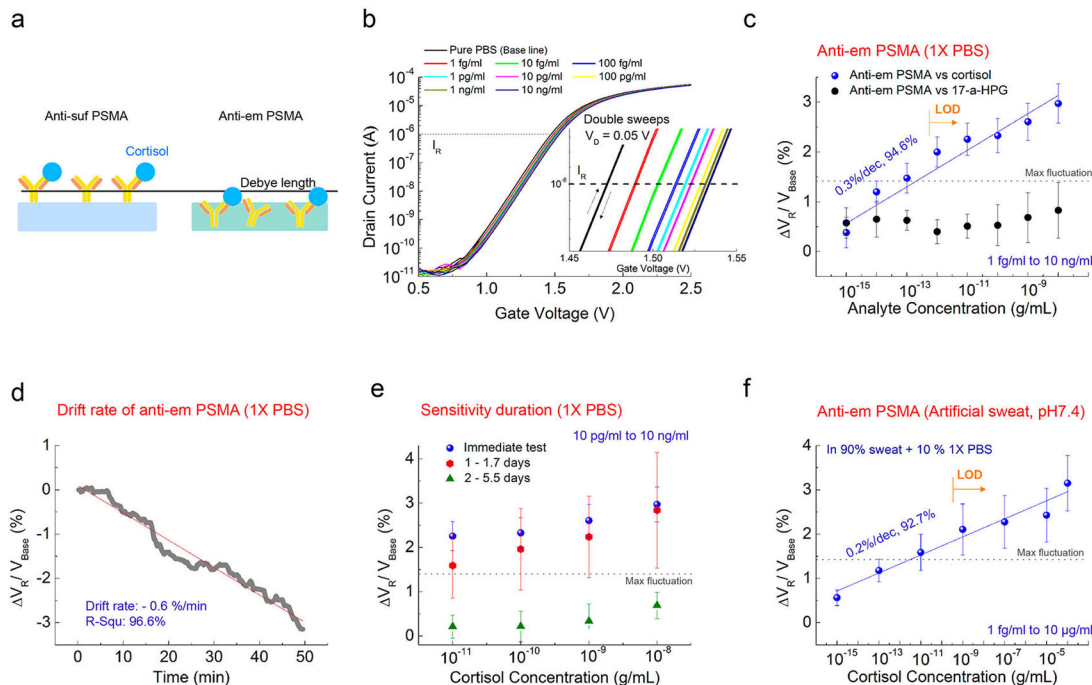 a
Anti-suf PSMA
Anti-em PSMA
Cortisol
Debye length
b
Pure PBS (Base line)
1 fg/ml 10 fg/ml 100 fg/ml
1 pg/ml 10 pg/ml 100 pg/ml
1 ng/ml 10 ng/ml
Drain Current (A)
10⁻⁴
10⁻⁵
10⁻⁶
10⁻⁷
10⁻⁸
10⁻⁹
10⁻¹⁰
10⁻¹¹
I_R
Double sweeps
V_D = 0.05 V
I_R
10⁻⁶
1.45 1.50 1.55
Gate Voltage (V)
0.5 1.0 1.5 2.0 2.5
Gate Voltage (V)
c
Anti-em PSMA (1X PBS)
Anti-em PSMA vs cortisol
Anti-em PSMA vs 17-a-HPG
LOD
0.3%/dec, 94.6%
Max fluctuation
1 fg/ml to 10 ng/ml
ΔV_R/ V_Base (%)
3
2
1
0
10⁻¹⁵ 10⁻¹³ 10⁻¹¹ 10⁻⁹
Analyte Concentration (g/mL)
d
Drift rate of anti-em PSMA (1X PBS)
ΔV_R/ V_Base (%)
1
0
-1
-2
-3
Drift rate: - 0.6 %/min
R-Squ: 96.6%
0 10 20 30 40 50
Time (min)
e
Sensitivity duration (1X PBS)
10 pg/ml to 10 ng/ml
Immediate test
1 - 1.7 days
2 - 5.5 days
Max fluctuation
ΔV_R/ V_Base (%)
4
3
2
1
0
10⁻¹¹ 10⁻¹⁰ 10⁻⁹ 10⁻⁸
Cortisol Concentration (g/mL)
f
Anti-em PSMA (Artificial sweat, pH7.4)
In 90% sweat + 10 % 1X PBS
LOD
0.2%/dec, 92.7%
Max fluctuation
1 fg/ml to 10 μg/ml
ΔV_R/ V_Base (%)
4
3
2
1
0
10⁻¹⁵ 10⁻¹³ 10⁻¹¹ 10⁻⁹ 10⁻⁷ 10⁻⁵
Cortisol Concentration (g/mL)